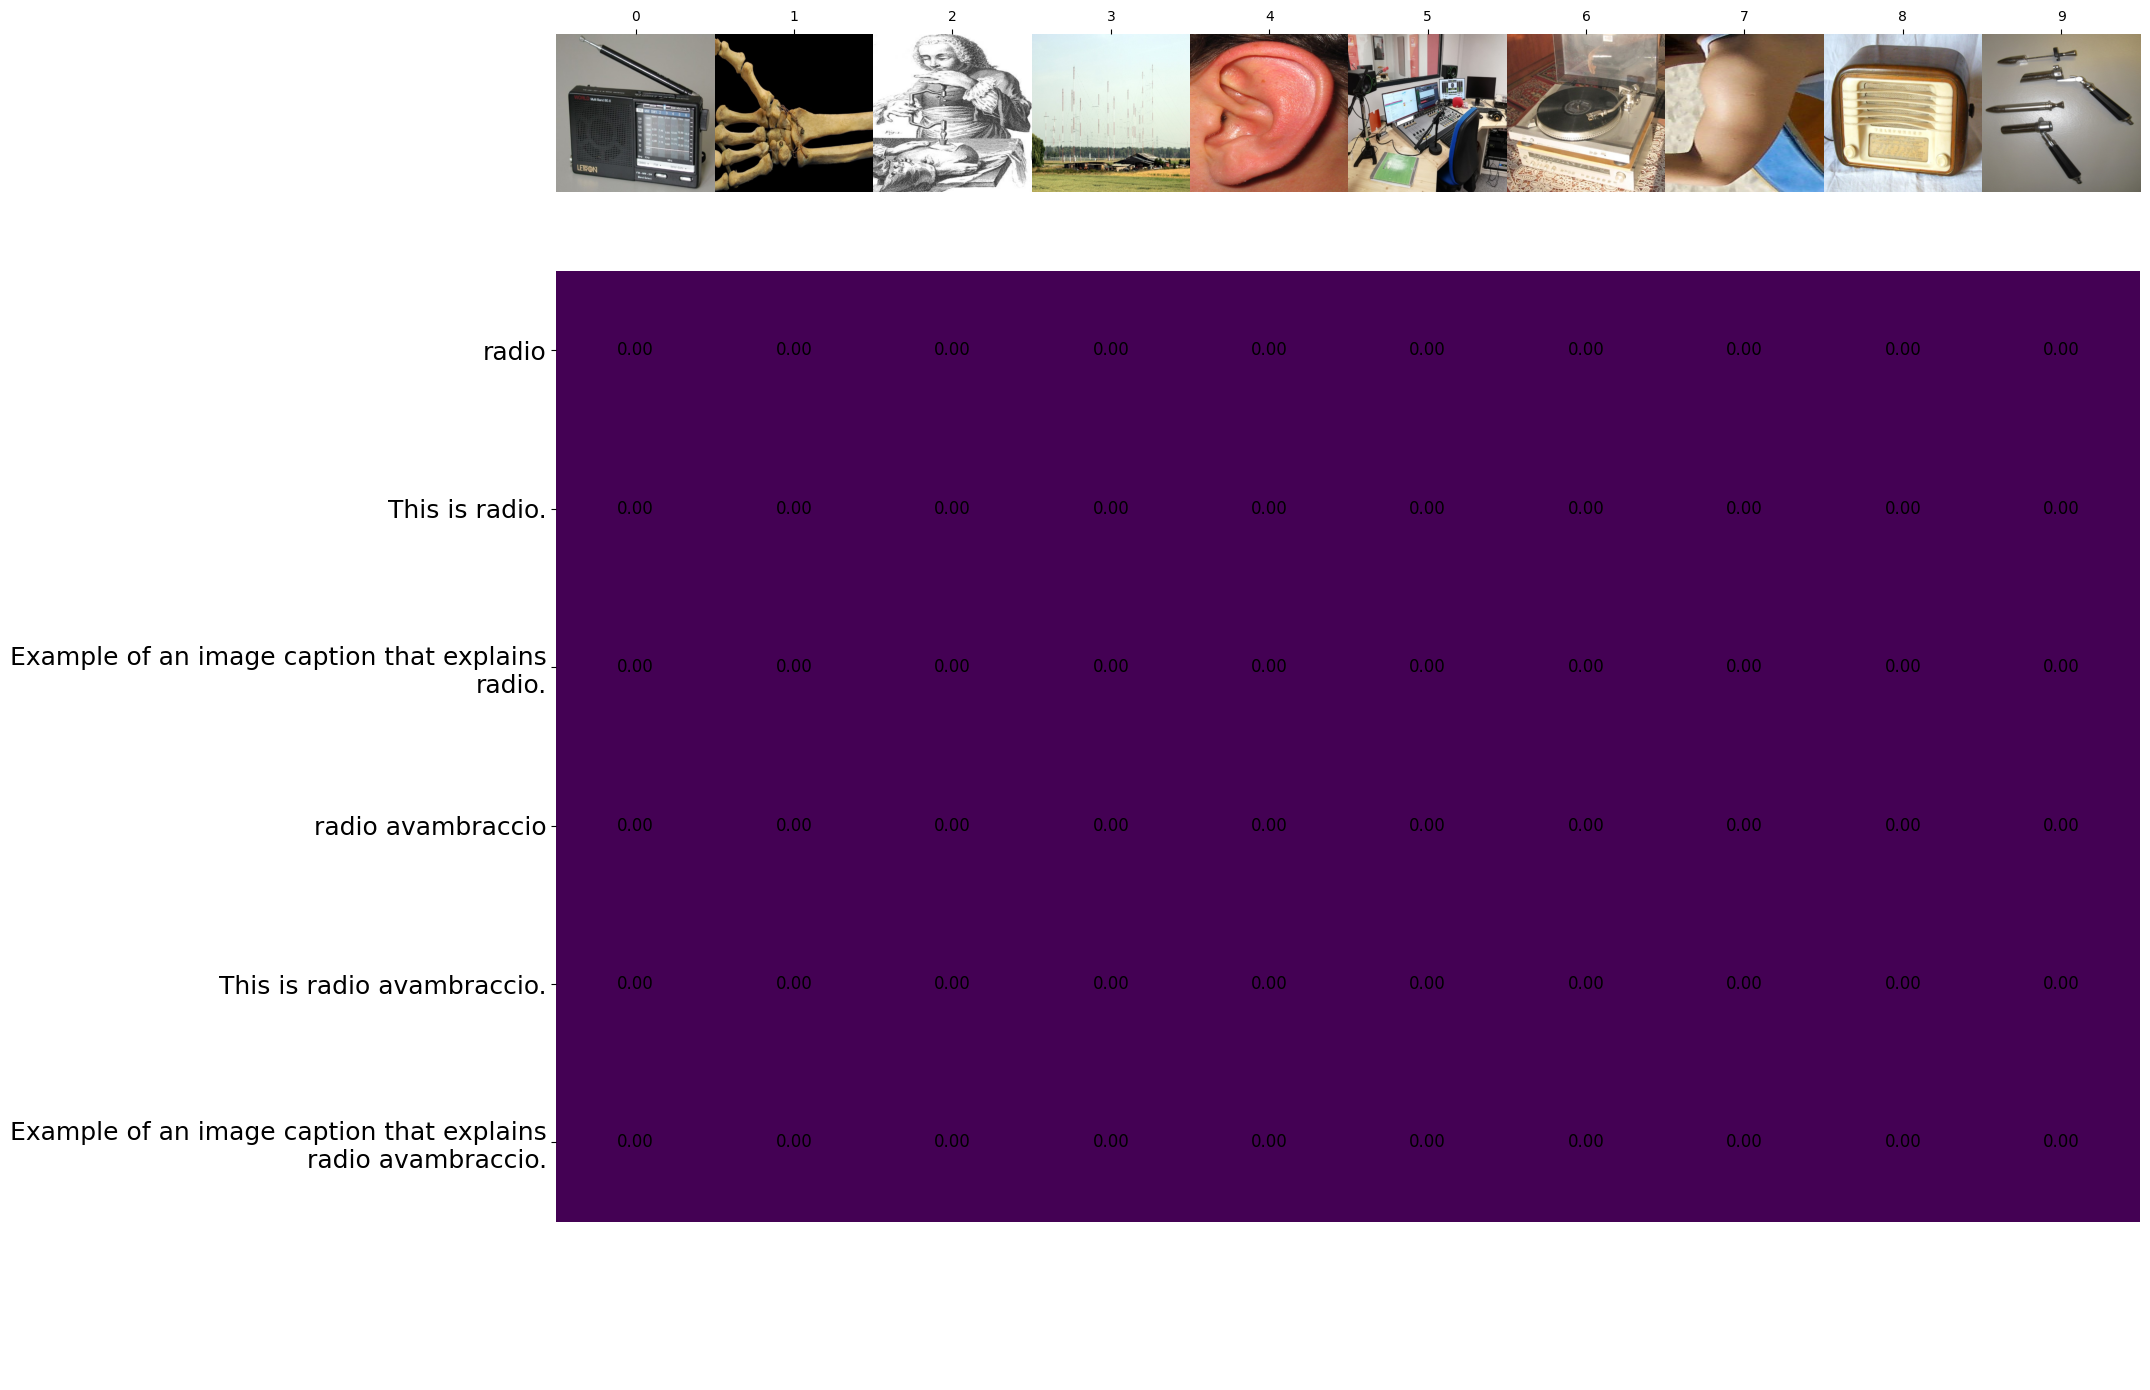 0 1 2 3 4 5 6 7 8 9
radio 0.00 0.00 0.00 0.00 0.00 0.00 0.00 0.00 0.00 0.00
This is radio. 0.00 0.00 0.00 0.00 0.00 0.00 0.00 0.00 0.00 0.00
Example of an image caption that explains
radio. 0.00 0.00 0.00 0.00 0.00 0.00 0.00 0.00 0.00 0.00
radio avambraccio 0.00 0.00 0.00 0.00 0.00 0.00 0.00 0.00 0.00 0.00
This is radio avambraccio. 0.00 0.00 0.00 0.00 0.00 0.00 0.00 0.00 0.00 0.00
Example of an image caption that explains
radio avambraccio. 0.00 0.00 0.00 0.00 0.00 0.00 0.00 0.00 0.00 0.00